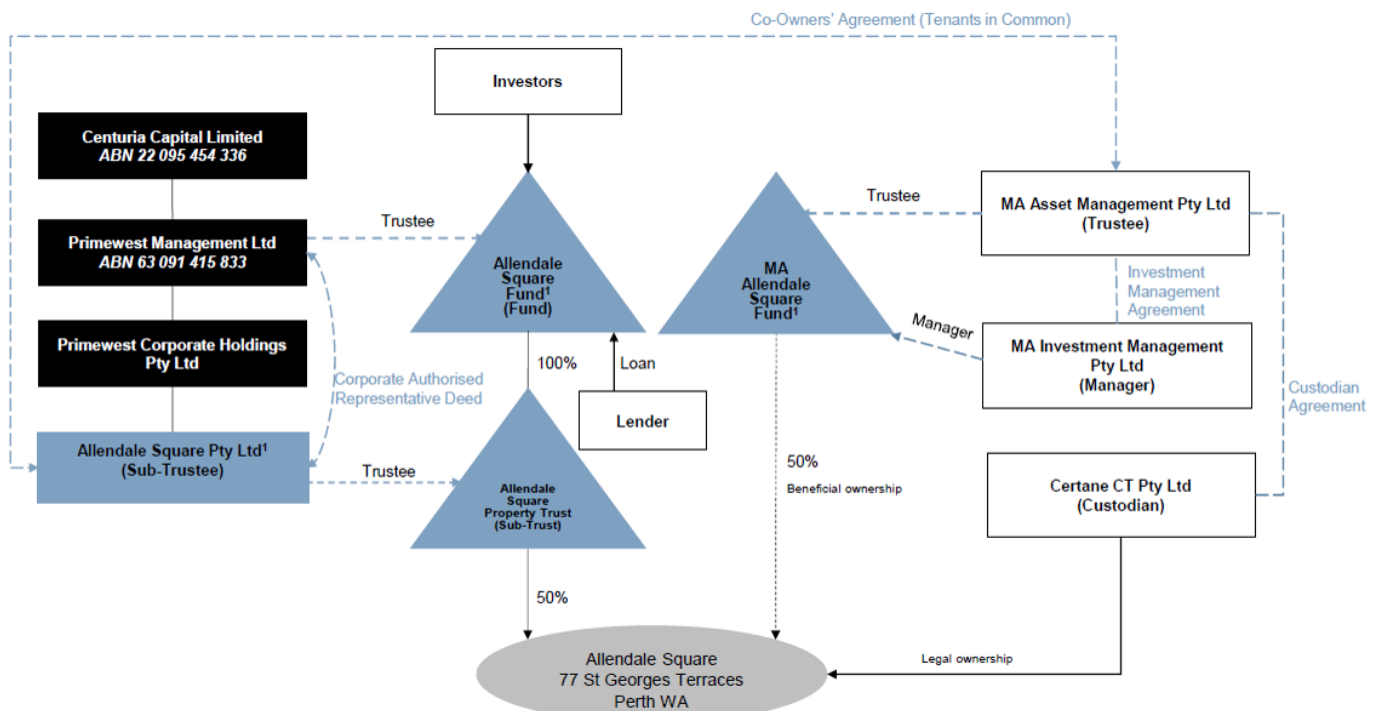 Co-Owners' Agreement (Tenants in Common)
Investors
Centuria Capital Limited
ABN 22 095 454 336
Primewest Management Ltd
ABN 63 091 415 833
Primewest Corporate Holdings
Pty Ltd
Allendale Square Pty Ltd¹
(Sub-Trustee)
Corporate Authorised
Representative Deed
Trustee
Trustee
Allendale
Square
Fund¹
(Fund)
100%
Loan
Lender
Allendale
Square
Property Trust
(Sub-Trust)
50%
MA
Allendale
Square
Fund¹
Trustee
Manager
50%
Beneficial ownership
MA Asset Management Pty Ltd
(Trustee)
Investment
Management
Agreement
MA Investment Management
Pty Ltd
(Manager)
Custodian
Agreement
Certane CT Pty Ltd
(Custodian)
Legal ownership
Allendale Square
77 St Georges Terraces
Perth WA